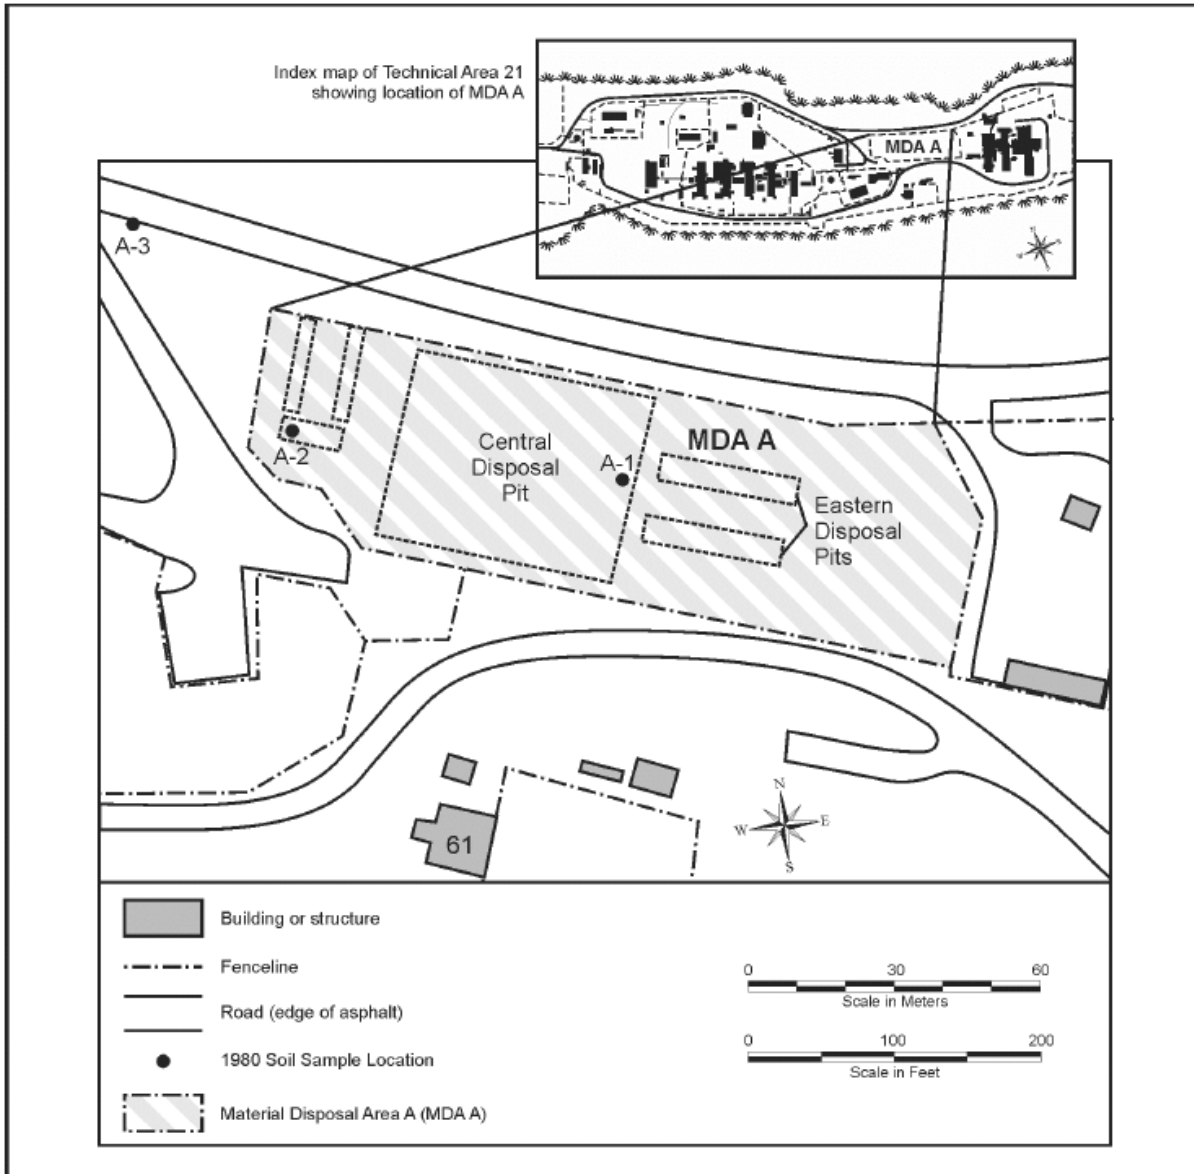 Index map of Technical Area 21
showing location of MDA A
MDA A
A-3
A-2
Central
Disposal
Pit
A-1
MDA A
Eastern
Disposal
Pits
61
N
W
E
S
Building or structure
Fenceline
Road (edge of asphalt)
1980 Soil Sample Location
Material Disposal Area A (MDA A)
0 30 60
Scale in Meters
0 100 200
Scale in Feet